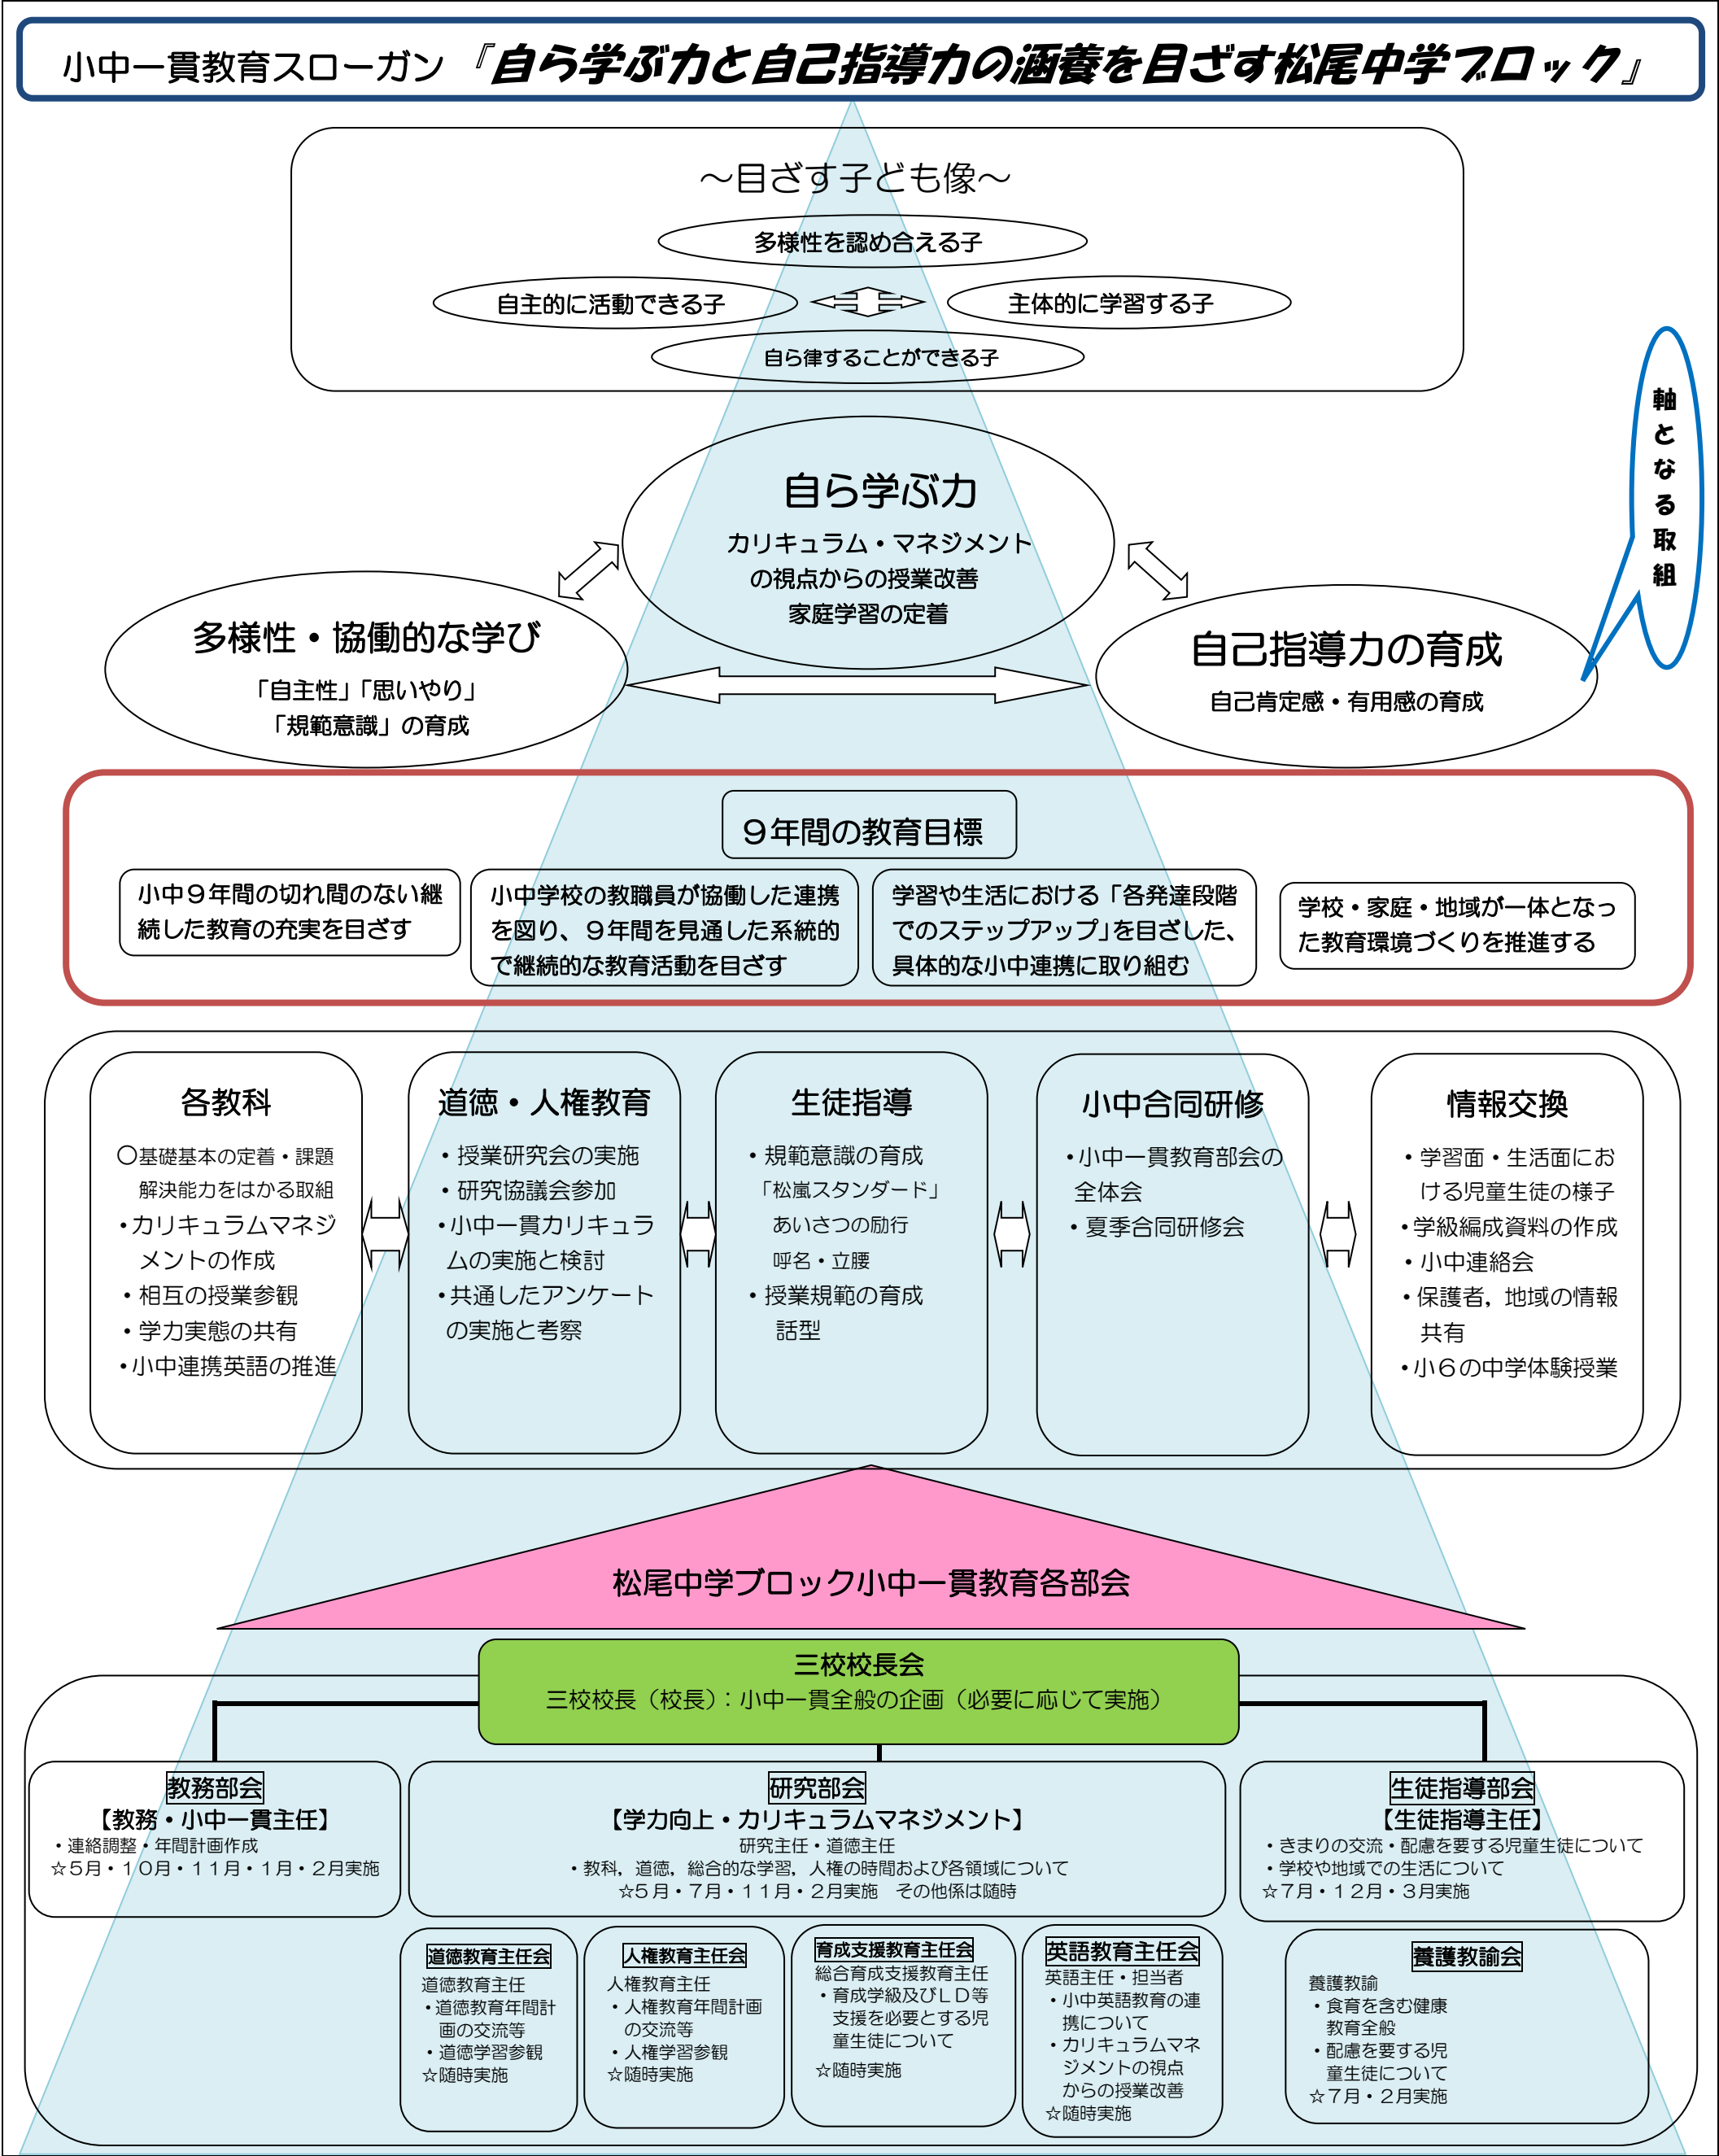 小中一貫教育スローガン『自ら学ぶ力と自己指導力の涵養を目ざす松尾中学ブロック』
～目ざす子ども像～
多様性を認め合える子
自主的に活動できる子
主体的に学習する子
自ら律することができる子
軸となる取組
自ら学ぶ力
カリキュラム・マネジメント
の視点からの授業改善
家庭学習の定着
多様性・協働的な学び
「自主性」「思いやり」
「規範意識」の育成
自己指導力の育成
自己肯定感・有用感の育成
９年間の教育目標
小中９年間の切れ間のない継
続した教育の充実を目ざす
小中学校の教職員が協働した連携
を図り、９年間を見通した系統的
で継続的な教育活動を目ざす
学習や生活における「各発達段階
でのステップアップ」を目ざした、
具体的な小中連携に取り組む
学校・家庭・地域が一体となっ
た教育環境づくりを推進する
各教科
○基礎基本の定着・課題
解決能力をはかる取組
・カリキュラムマネジ
メントの作成
・相互の授業参観
・学力実態の共有
・小中連携英語の推進
道徳・人権教育
・授業研究会の実施
・研究協議会参加
・小中一貫カリキュラ
ムの実施と検討
・共通したアンケート
の実施と考察
生徒指導
・規範意識の育成
「松嵐スタンダード」
あいさつの励行
呼名・立腰
・授業規範の育成
話型
小中合同研修
・小中一貫教育部会の
全体会
・夏季合同研修会
情報交換
・学習面・生活面にお
ける児童生徒の様子
・学級編成資料の作成
・小中連絡会
・保護者，地域の情報
共有
・小６の中学体験授業
松尾中学ブロック小中一貫教育各部会
三校校長会
三校校長（校長）：小中一貫全般の企画（必要に応じて実施）
教務部会
【教務・小中一貫主任】
・連絡調整・年間計画作成
☆５月・１０月・１１月・１月・２月実施
研究部会
【学力向上・カリキュラムマネジメント】
研究主任・道徳主任
・教科，道徳，総合的な学習，人権の時間および各領域について
☆５月・７月・１１月・２月実施　その他係は随時
生徒指導部会
【生徒指導主任】
・きまりの交流・配慮を要する児童生徒について
・学校や地域での生活について
☆７月・１２月・３月実施
道徳教育主任会
道徳教育主任
・道徳教育年間計
画の交流等
・道徳学習参観
☆随時実施
人権教育主任会
人権教育主任
・人権教育年間計画
の交流等
・人権学習参観
☆随時実施
育成支援教育主任会
総合育成支援教育主任
・育成学級及びＬＤ等
支援を必要とする児
童生徒について
☆随時実施
英語教育主任会
英語主任・担当者
・小中英語教育の連
携について
・カリキュラムマネ
ジメントの視点
からの授業改善
☆随時実施
養護教諭会
養護教諭
・食育を含む健康
教育全般
・配慮を要する児
童生徒について
☆７月・２月実施